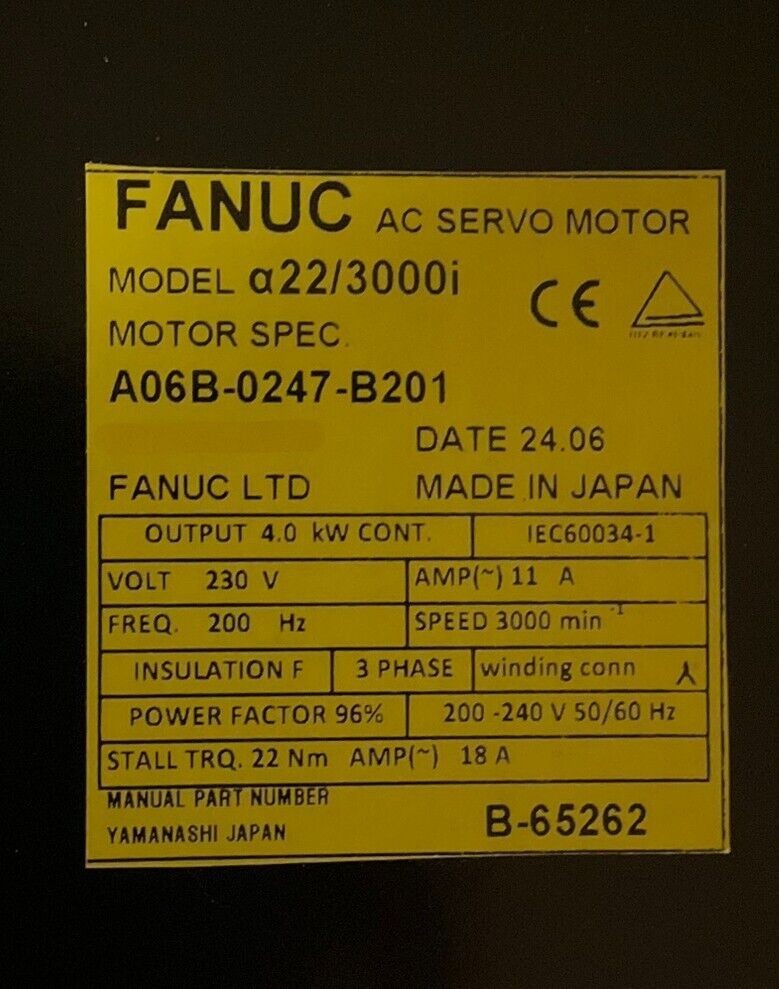 FANUC AC SERVO MOTOR
MODEL α22/3000i
CE
MOTOR SPEC.
A06B-0247-B201
DATE 24.06
FANUC LTD MADE IN JAPAN
OUTPUT 4.0 kW CONT. IEC60034-1
VOLT 230 V AMP(~) 11 A
FREQ. 200 Hz SPEED 3000 min⁻¹
INSULATION F 3 PHASE winding conn
POWER FACTOR 96% 200 -240 V 50/60 Hz
STALL TRQ. 22 Nm AMP(~) 18 A
MANUAL PART NUMBER
YAMANASHI JAPAN B-65262